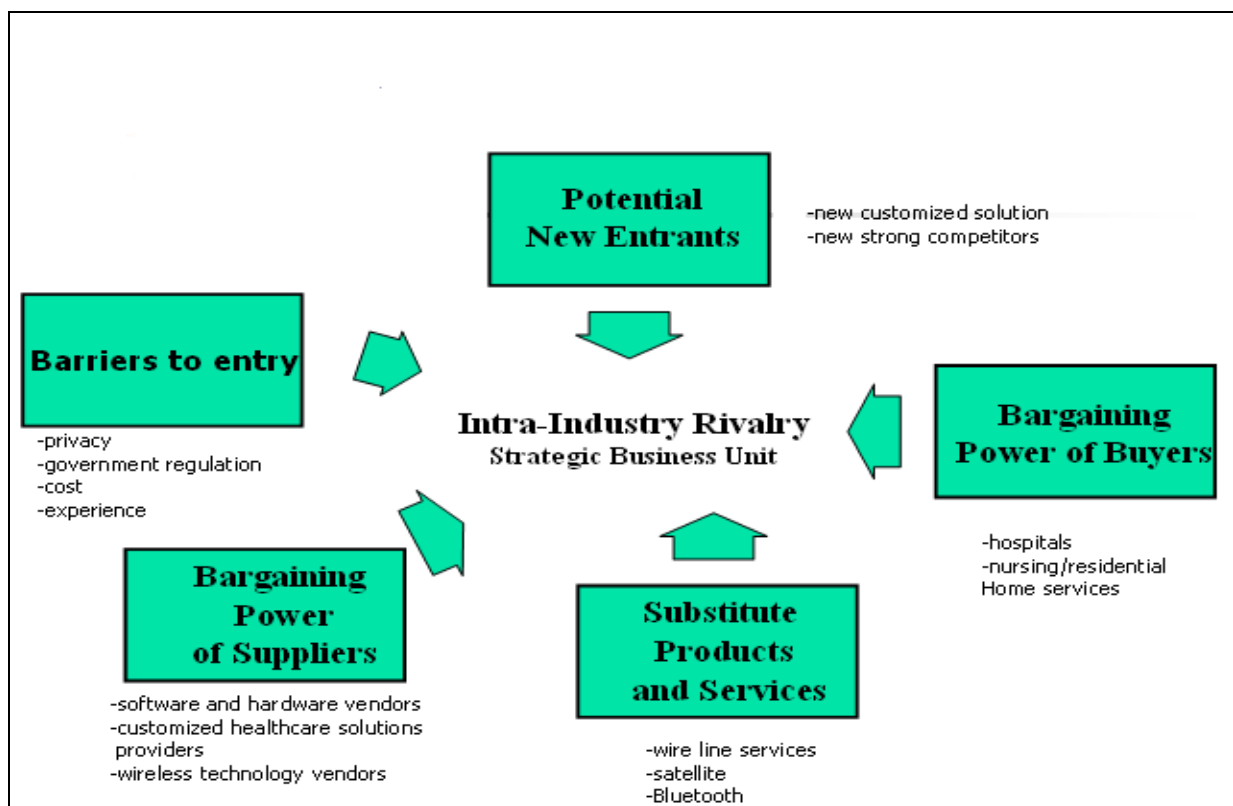 Potential
New Entrants
-new customized solution
-new strong competitors
Barriers to entry
-privacy
-government regulation
-cost
-experience
Intra-Industry Rivalry
Strategic Business Unit
Bargaining
Power of Buyers
-hospitals
-nursing/residential
Home services
Bargaining
Power
of Suppliers
-software and hardware vendors
-customized healthcare solutions
providers
-wireless technology vendors
Substitute
Products
and Services
-wire line services
-satellite
-Bluetooth